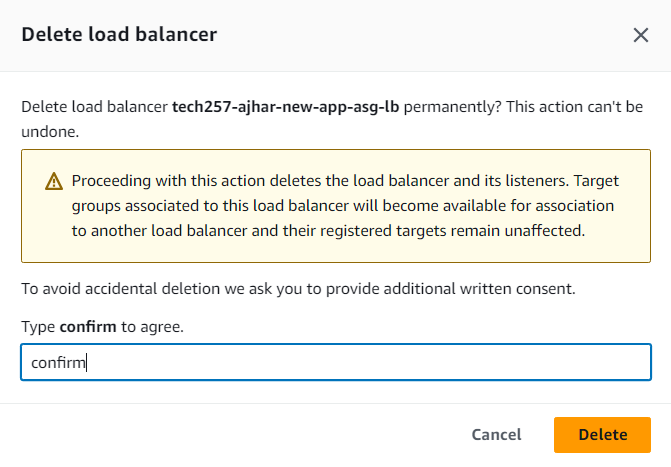 Delete load balancer
Delete load balancer tech257-ajhar-new-app-asg-lb permanently? This action can't be
undone.
Proceeding with this action deletes the load balancer and its listeners. Target
groups associated to this load balancer will become available for association
to another load balancer and their registered targets remain unaffected.
To avoid accidental deletion we ask you to provide additional written consent.
Type confirm to agree.
confirm
Cancel
Delete